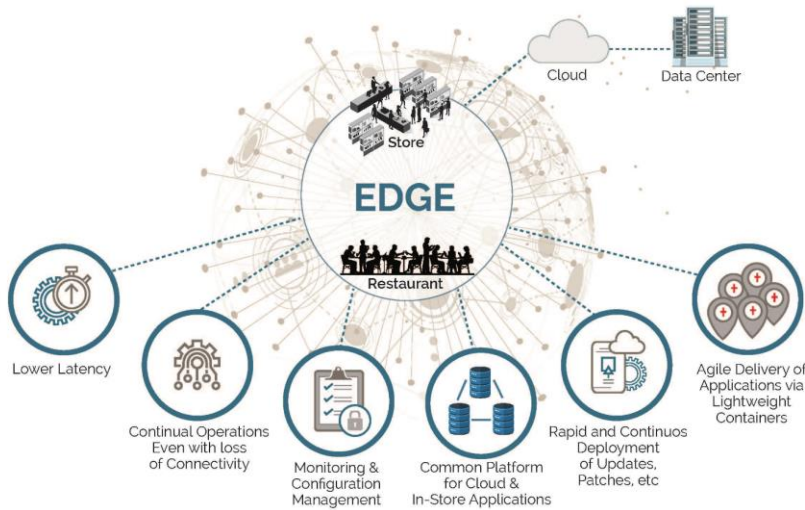 Cloud
Data Center
Store
EDGE
Restaurant
Lower Latency
Continual Operations
Even with loss
of Connectivity
Monitoring &
Configuration
Management
Common Platform
for Cloud &
In-Store Applications
Rapid and Continuos
Deployment
of Updates,
Patches, etc
Agile Delivery of
Applications via
Lightweight
Containers